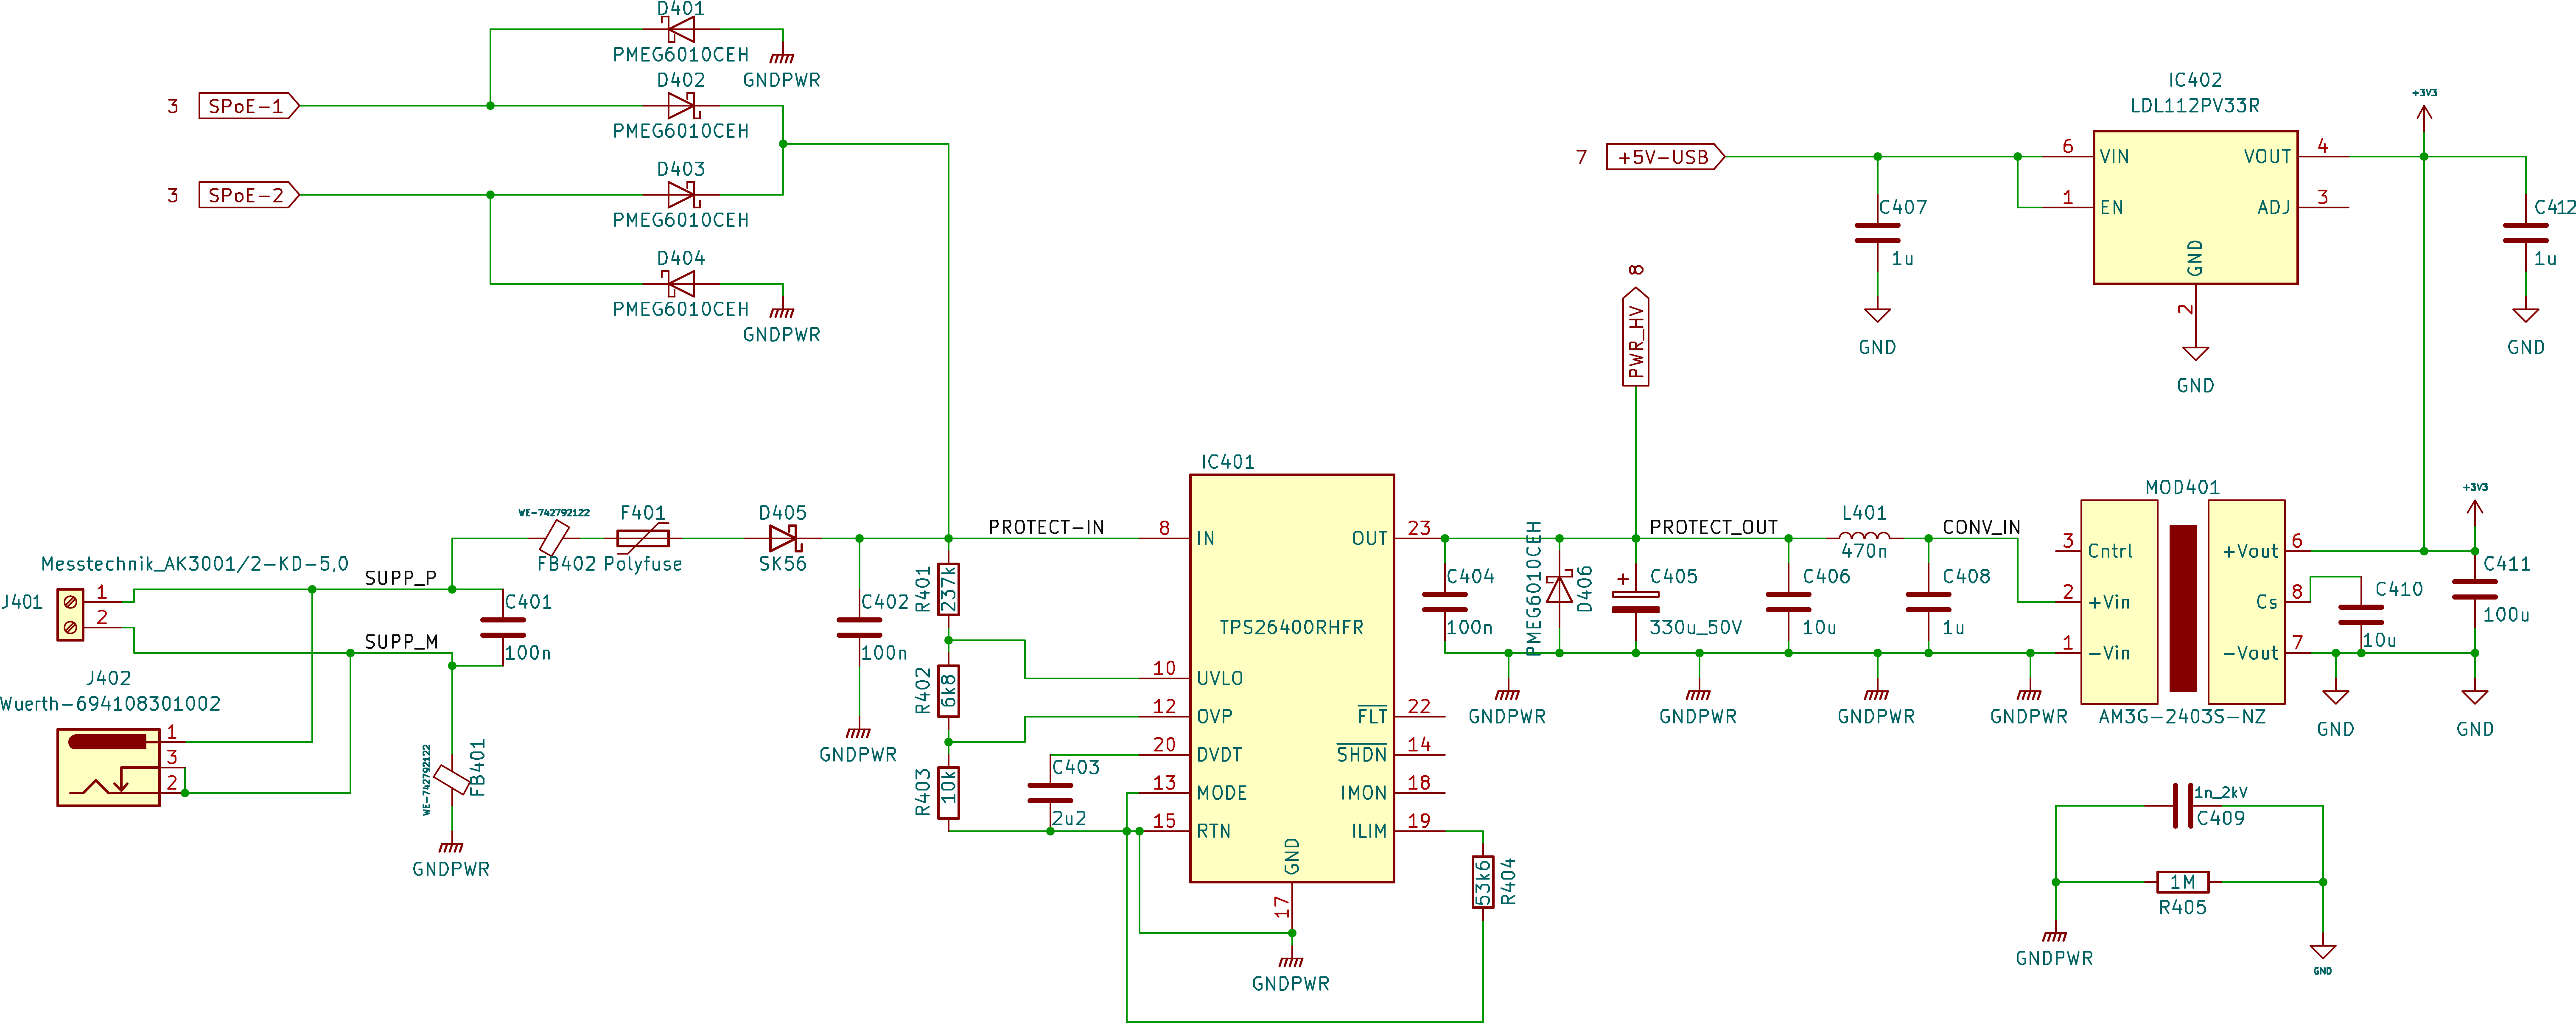 D401
PMEG6010CEH
GNDPWR
D402
PMEG6010CEH
3 SPoE-1
D403
PMEG6010CEH
3 SPoE-2
D404
PMEG6010CEH
GNDPWR
IC402
LDL112PV33R
+3V3
7 +5V-USB
6 VIN
VOUT 4
1 EN
ADJ 3
GND
2
GND
C407
1u
GND
C412
1u
GND
8
PWR_HV
Messtechnik_AK3001/2-KD-5,0
J401
1
2
SUPP_P
SUPP_M
J402
Wuerth-694108301002
1
3
2
WE-742792122
FB402
F401
Polyfuse
D405
SK56
C401
100n
WE-742792122
FB401
GNDPWR
C402
100n
GNDPWR
R401
237k
R402
6k8
R403
10k
PROTECT-IN
C403
2u2
IC401
TPS26400RHFR
8 IN
10 UVLO
12 OVP
20 DVDT
13 MODE
15 RTN
OUT 23
FLT 22
SHDN 14
IMON 18
ILIM 19
GND
17
GNDPWR
R404
53k6
C404
100n
GNDPWR
PMEG6010CEH
D406
C405
+
330u_50V
PROTECT_OUT
GNDPWR
C406
10u
L401
470n
GNDPWR
CONV_IN
C408
1u
GNDPWR
MOD401
AM3G-2403S-NZ
3 Cntrl
2 +Vin
1 -Vin
+Vout 6
Cs 8
-Vout 7
C410
10u
GND
+3V3
C411
100u
GND
1n_2kV
C409
1M
R405
GNDPWR
GND